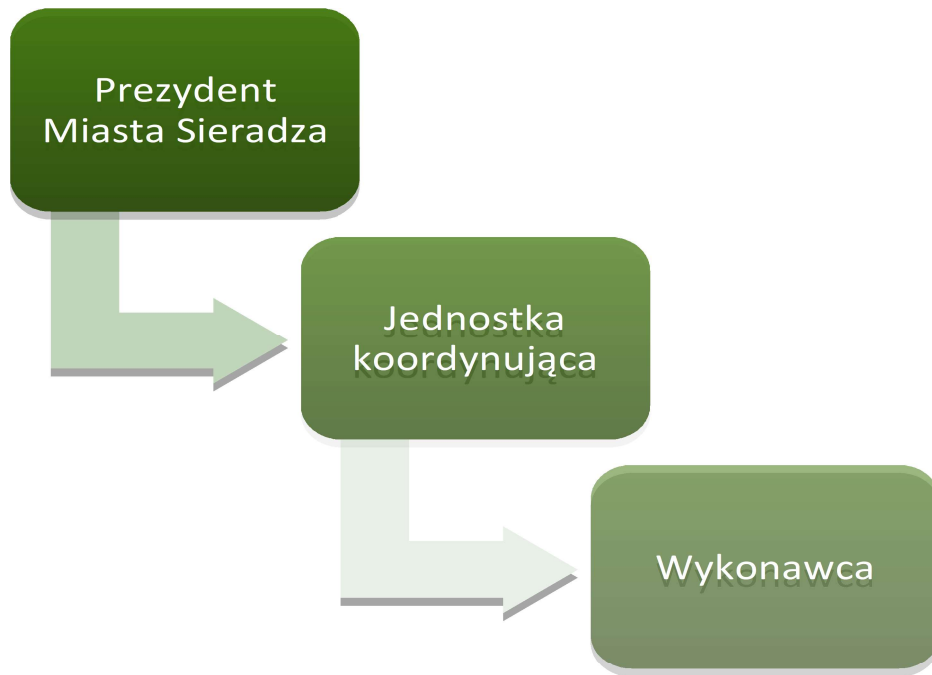 Prezydent
Miasta Sieradza
Jednostka
koordynująca
Wykonawca